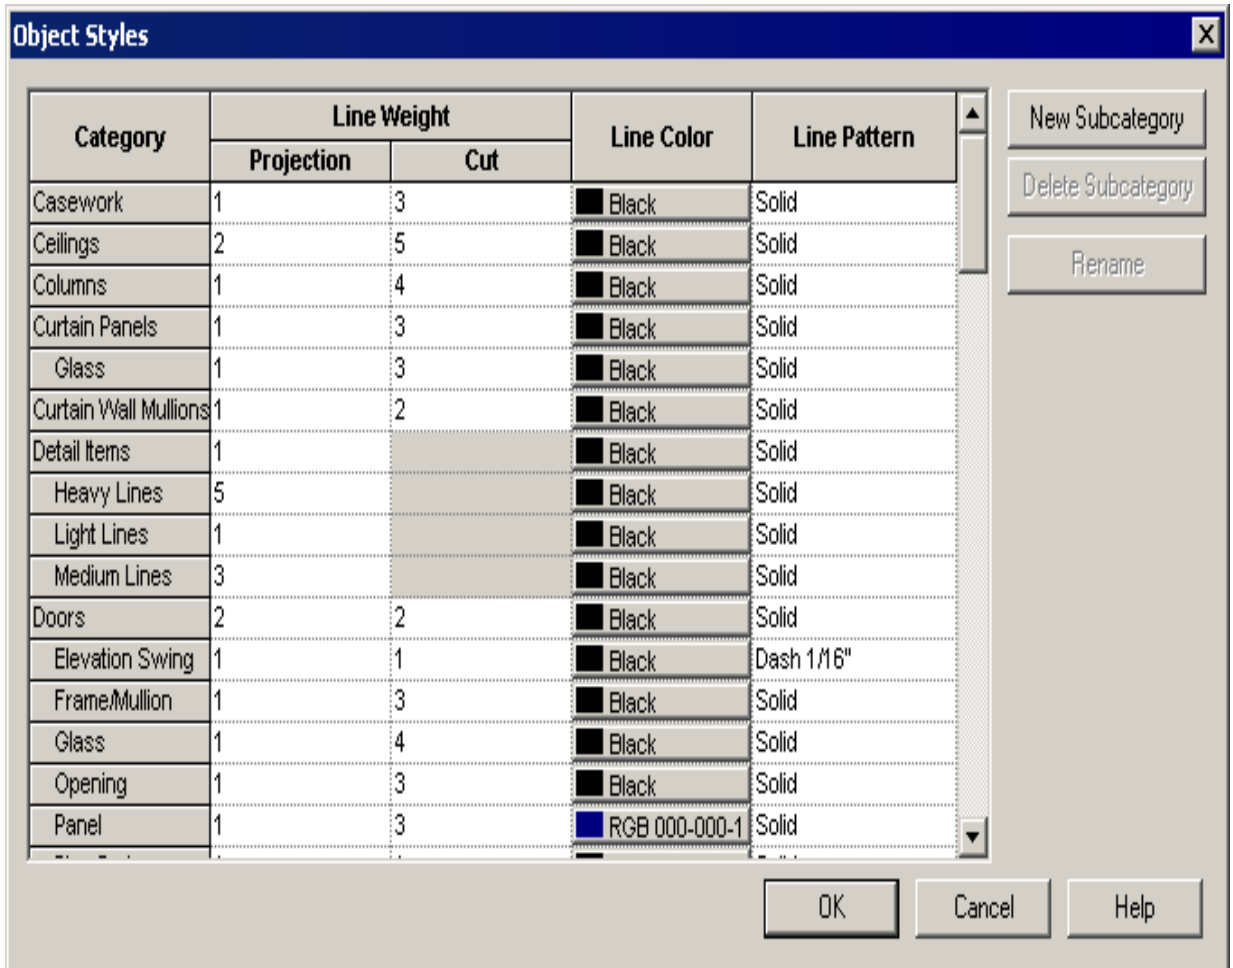 Object Styles
Category Line Weight Line Color Line Pattern
Projection Cut
Casework 1 3 Black Solid
Ceilings 2 5 Black Solid
Columns 1 4 Black Solid
Curtain Panels 1 3 Black Solid
Glass 1 3 Black Solid
Curtain Wall Mullions 1 2 Black Solid
Detail Items 1 Black Solid
Heavy Lines 5 Black Solid
Light Lines 1 Black Solid
Medium Lines 3 Black Solid
Doors 2 2 Black Solid
Elevation Swing 1 1 Black Dash 1/16"
Frame/Mullion 1 3 Black Solid
Glass 1 4 Black Solid
Opening 1 3 Black Solid
Panel 1 3 RGB 000-000-1 Solid
New Subcategory
Delete Subcategory
Rename
OK Cancel Help